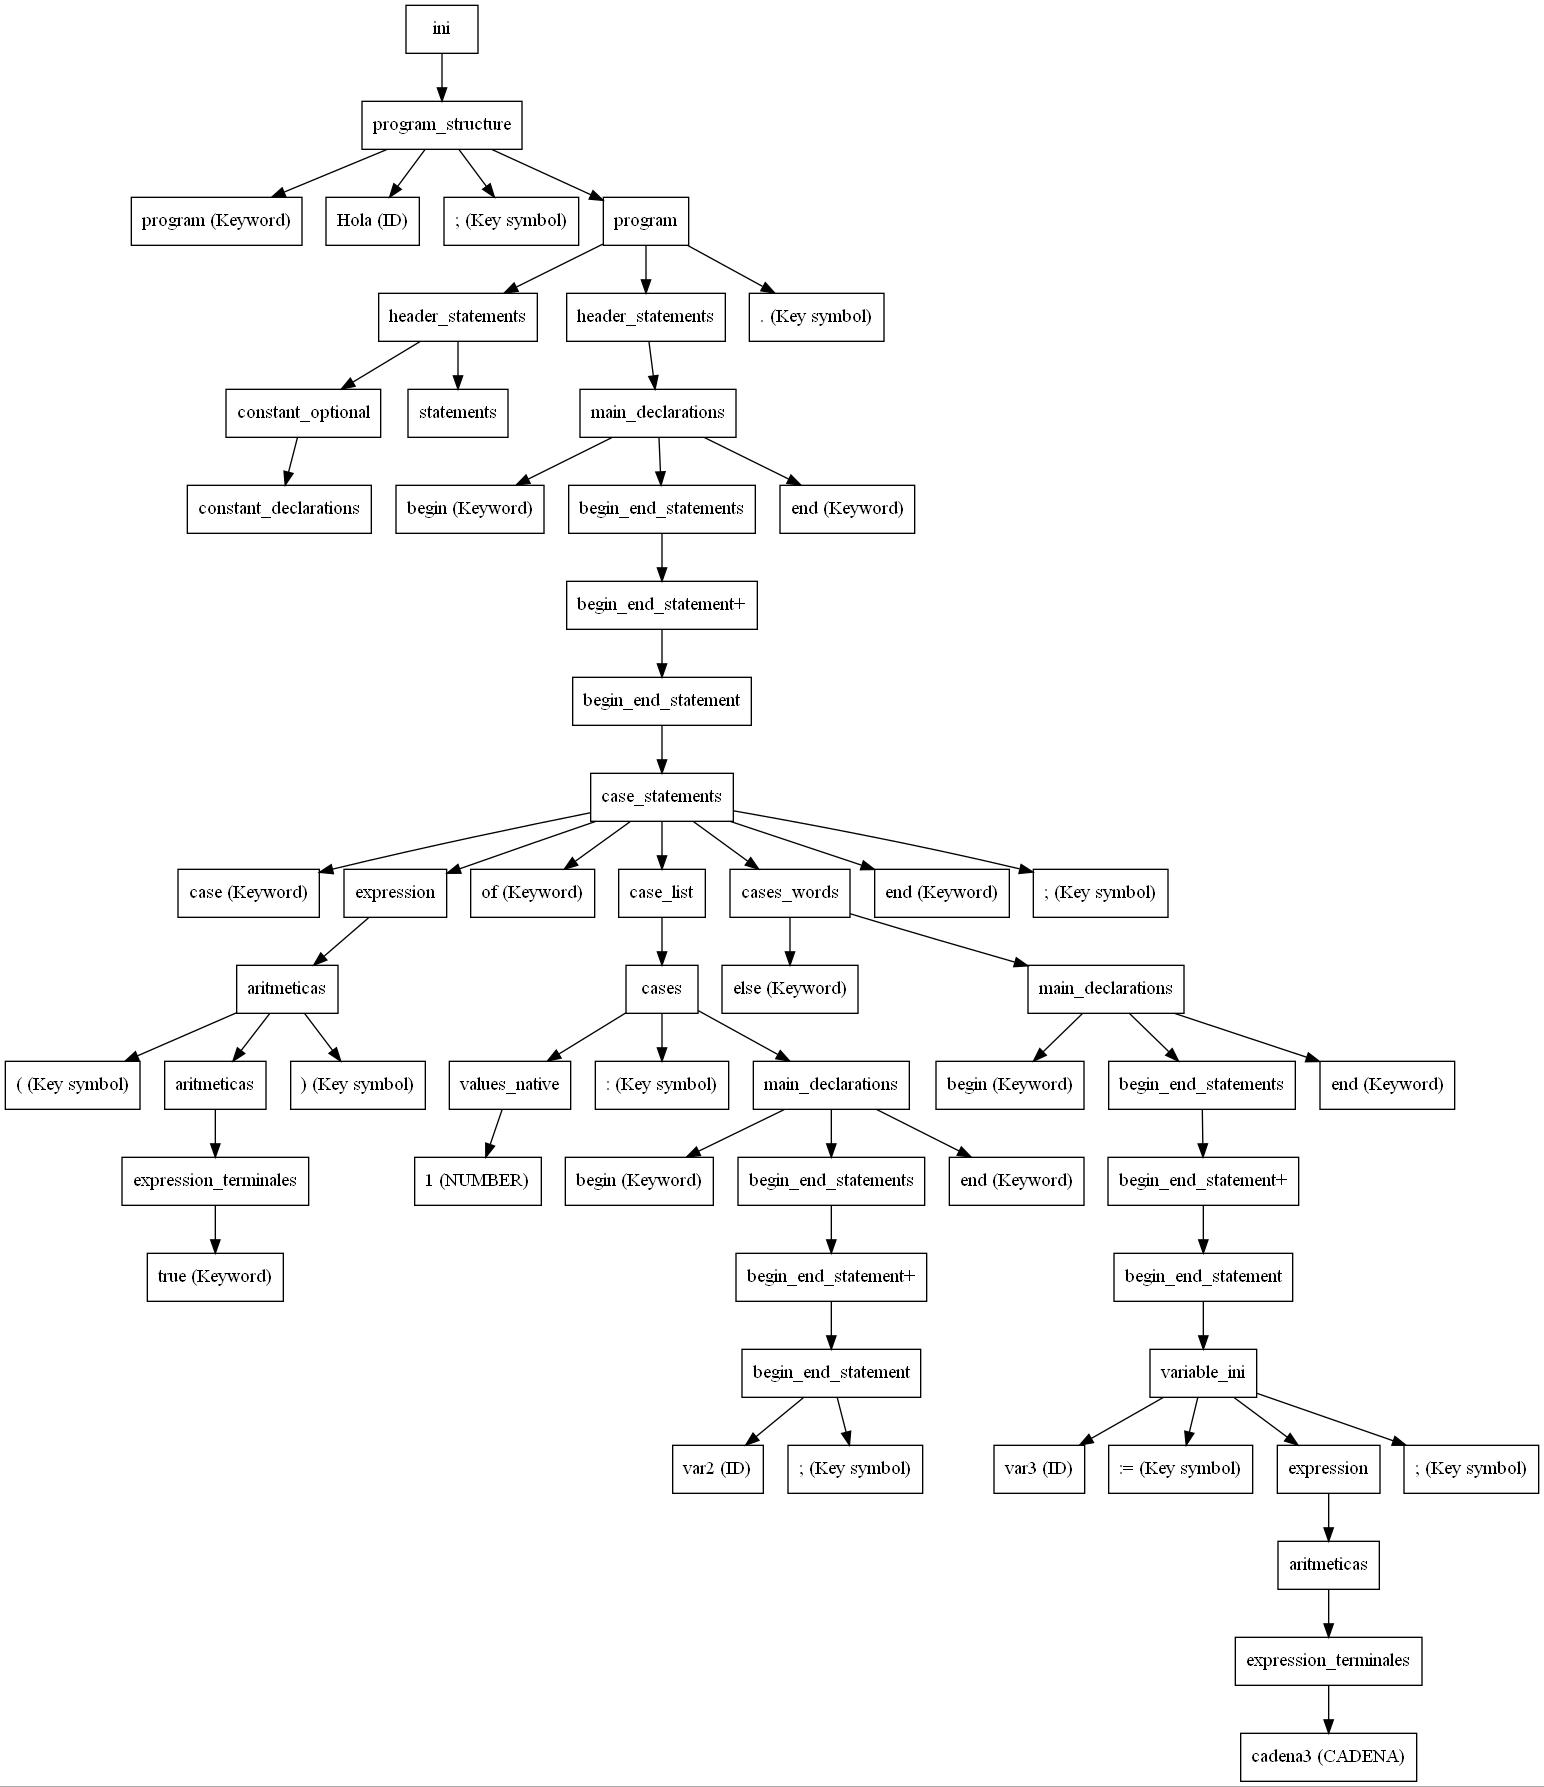 ini
program_structure
program (Keyword)
Hola (ID)
; (Key symbol)
program
header_statements
header_statements
. (Key symbol)
constant_optional
statements
main_declarations
constant_declarations
begin (Keyword)
begin_end_statements
end (Keyword)
begin_end_statement+
begin_end_statement
case_statements
case (Keyword)
expression
of (Keyword)
case_list
cases_words
end (Keyword)
; (Key symbol)
aritmeticas
cases
else (Keyword)
main_declarations
( (Key symbol)
aritmeticas
) (Key symbol)
values_native
: (Key symbol)
main_declarations
begin (Keyword)
begin_end_statements
end (Keyword)
expression_terminales
1 (NUMBER)
begin (Keyword)
begin_end_statements
end (Keyword)
begin_end_statement+
true (Keyword)
begin_end_statement+
begin_end_statement
begin_end_statement
variable_ini
var2 (ID)
; (Key symbol)
var3 (ID)
:= (Key symbol)
expression
; (Key symbol)
aritmeticas
expression_terminales
cadena3 (CADENA)